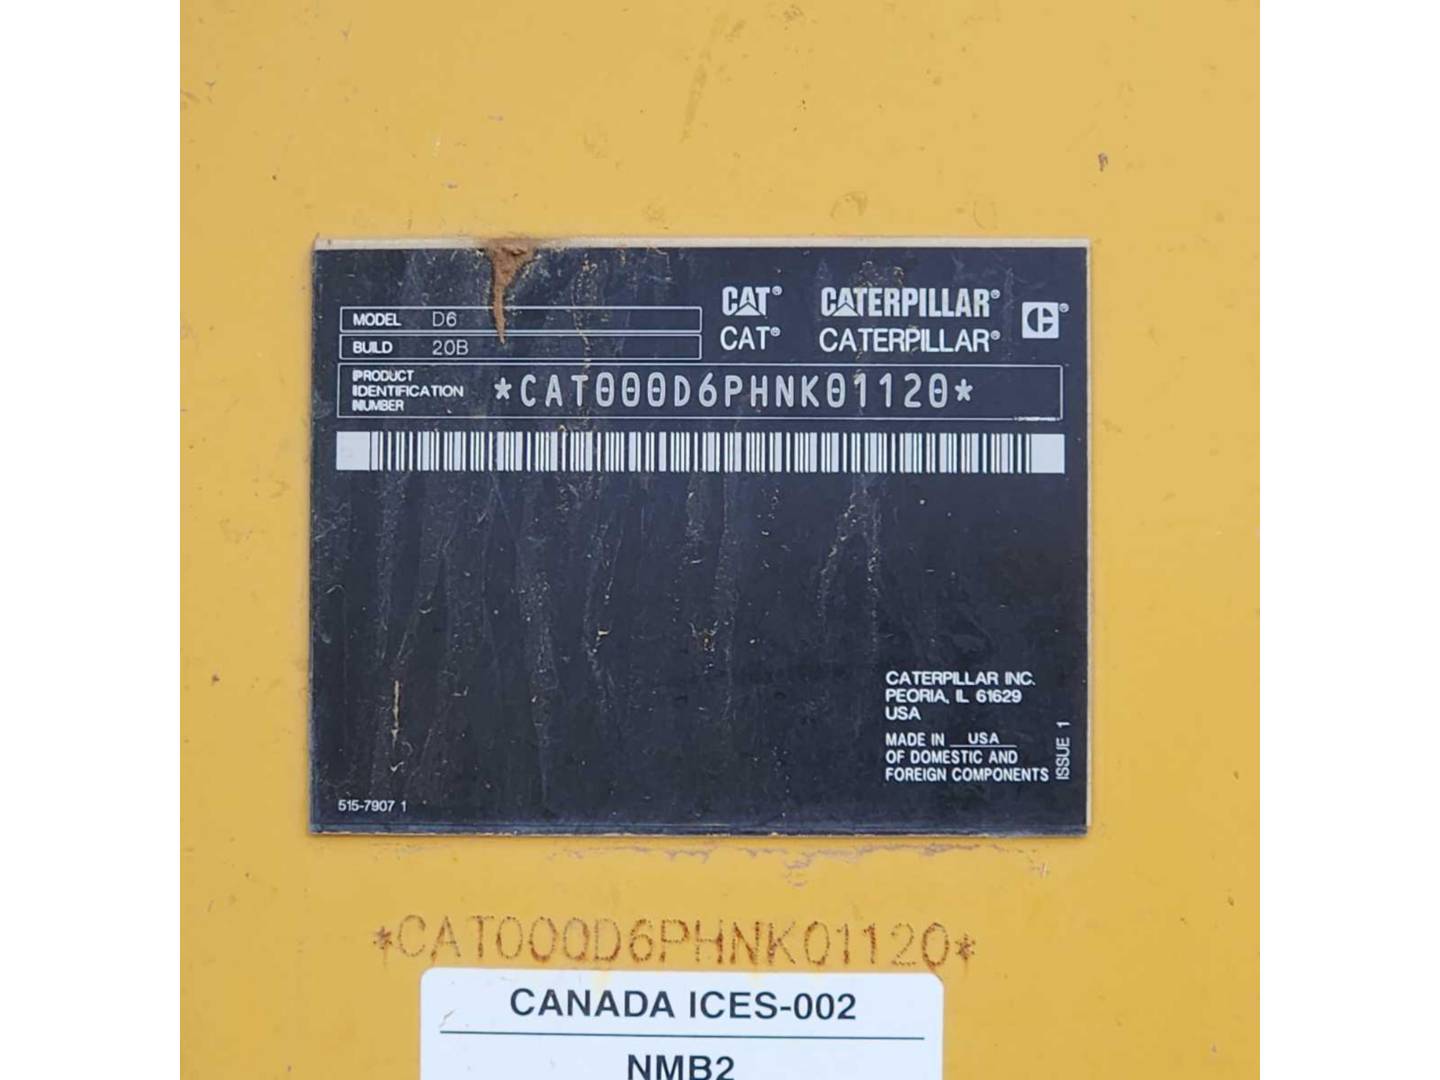 MODEL D6
BUILD 20B
CAT® CATERPILLAR®
CAT® CATERPILLAR®
C®
PRODUCT
IDENTIFICATION
NUMBER
*CAT000D6PHNK01120*
CATERPILLAR INC.
PEORIA, IL 61629
USA
MADE IN USA
OF DOMESTIC AND
FOREIGN COMPONENTS
ISSUE 1
515-7907 1
*CAT000D6PHNK01120*
CANADA ICES-002
NMB2